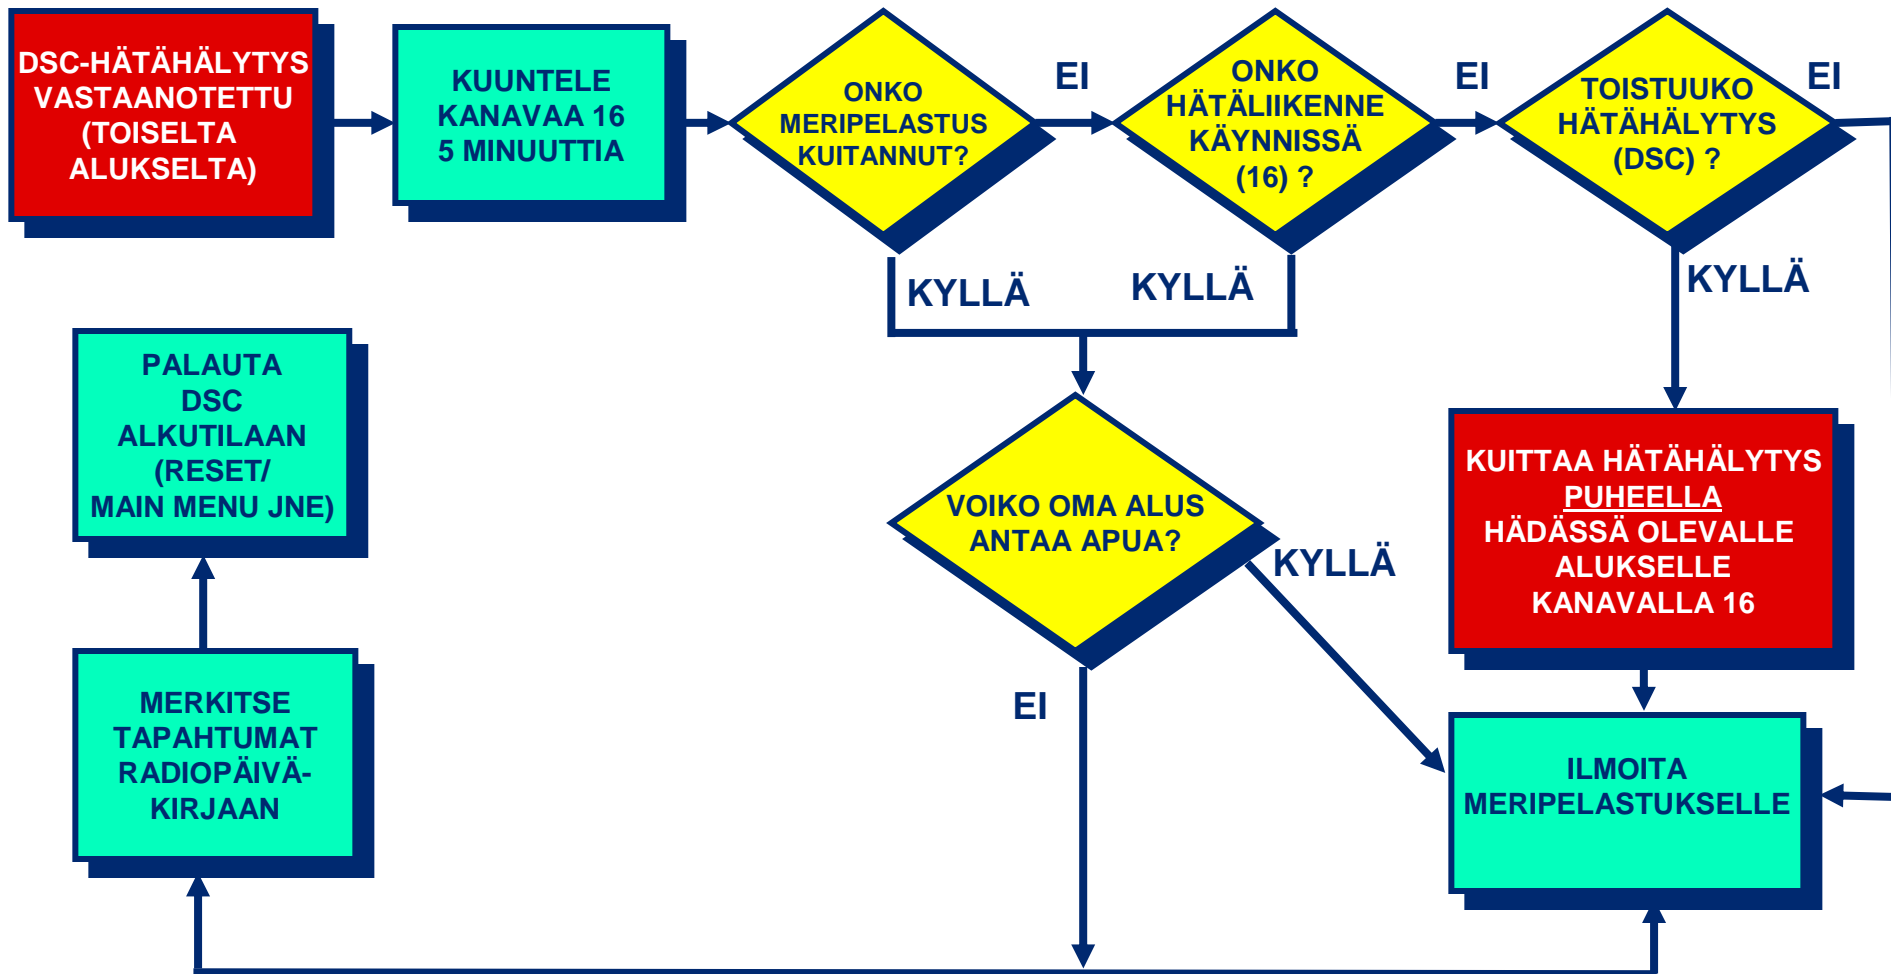 DSC-HÄTÄHÄLYTYS
VASTAANOTETTU
(TOISELTA
ALUKSELTA)
KUUNTELE
KANAVAA 16
5 MINUUTTIA
ONKO
MERIPELASTUS
KUITANNUT?
EI
ONKO
HÄTÄLIIKENNE
KÄYNNISSÄ
(16) ?
EI
TOISTUUKO
HÄTÄHÄLYTYS
(DSC) ?
EI
KYLLÄ
KYLLÄ
KYLLÄ
PALAUTA
DSC
ALKUTILAAN
(RESET/
MAIN MENU JNE)
VOIKO OMA ALUS
ANTAA APUA?
KYLLÄ
KUITTAA HÄTÄHÄLYTYS
PUHEELLA
HÄDÄSSÄ OLEVALLE
ALUKSELLE
KANAVALLA 16
EI
MERKITSE
TAPAHTUMAT
RADIOPÄIVÄ-
KIRJAAN
ILMOITA
MERIPELASTUKSELLE